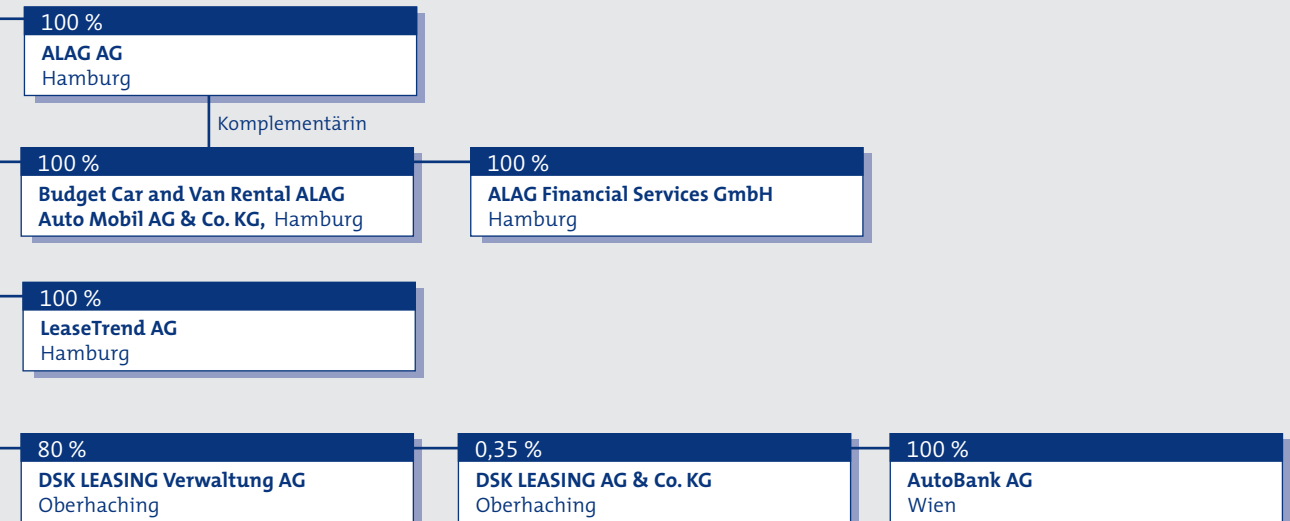 100 %
ALAG AG
Hamburg
Komplementärin
100 %
Budget Car and Van Rental ALAG
Auto Mobil AG & Co. KG, Hamburg
100 %
ALAG Financial Services GmbH
Hamburg
100 %
LeaseTrend AG
Hamburg
80 %
DSK LEASING Verwaltung AG
Oberhaching
0,35 %
DSK LEASING AG & Co. KG
Oberhaching
100 %
AutoBank AG
Wien